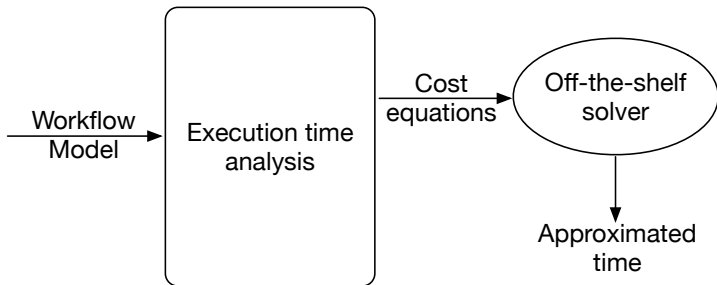 Workflow
Model
Execution time
analysis
Cost
equations
Off-the-shelf
solver
Approximated
time